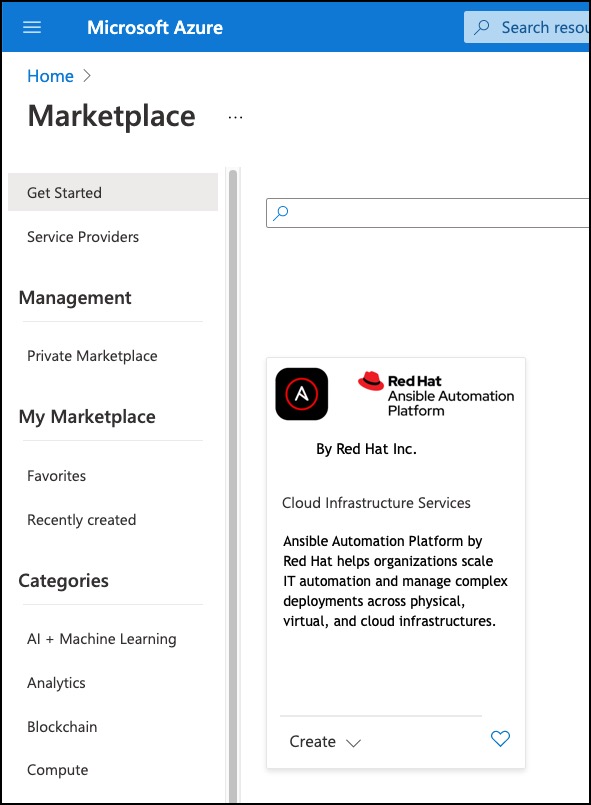 Microsoft Azure
Search resou
Home
Marketplace
...
Get Started
Service Providers
Management
Private Marketplace
My Marketplace
Favorites
Recently created
Categories
AI + Machine Learning
Analytics
Blockchain
Compute
Red Hat
Ansible Automation
Platform
By Red Hat Inc.
Cloud Infrastructure Services
Ansible Automation Platform by
Red Hat helps organizations scale
IT automation and manage complex
deployments across physical,
virtual, and cloud infrastructures.
Create